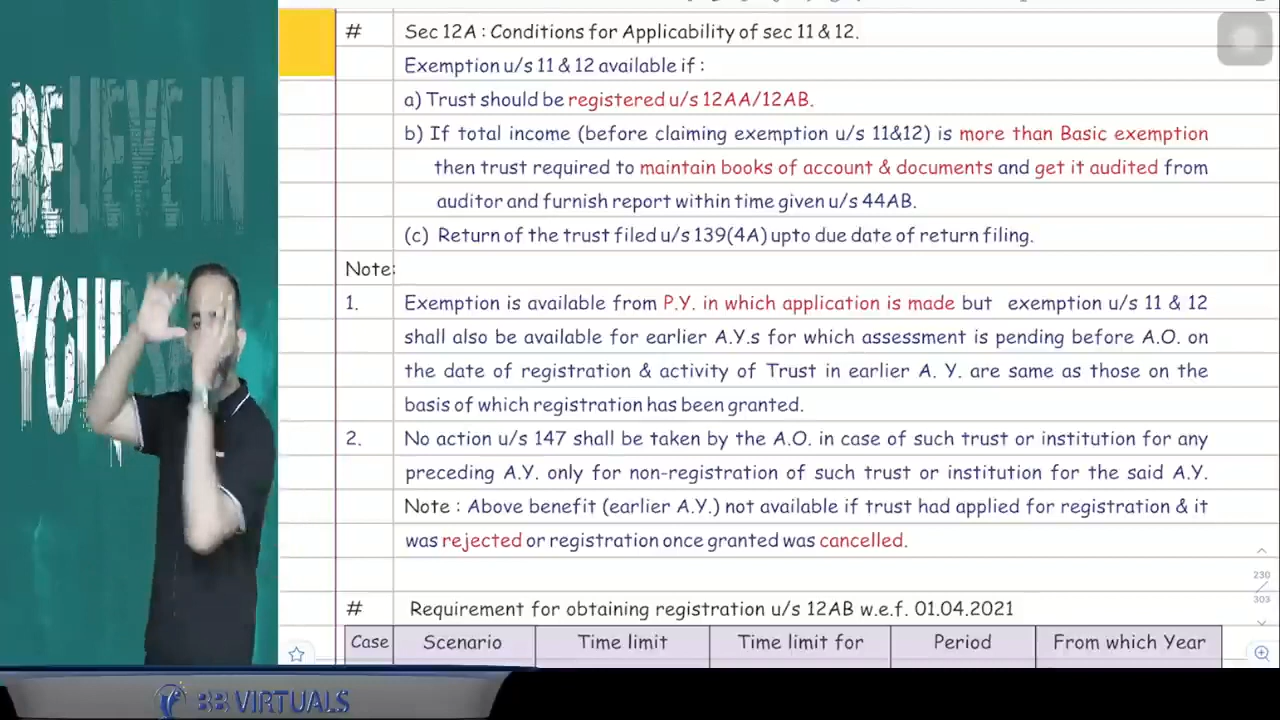 BELIEVE IN
YOU
# Sec 12A : Conditions for Applicability of sec 11 & 12.
Exemption u/s 11 & 12 available if :
a) Trust should be registered u/s 12AA/12AB.
b) If total income (before claiming exemption u/s 11&12) is more than Basic exemption
then trust required to maintain books of account & documents and get it audited from
auditor and furnish report within time given u/s 44AB.
(c) Return of the trust filed u/s 139(4A) upto due date of return filing.
Note:
1. Exemption is available from P.Y. in which application is made but exemption u/s 11 & 12
shall also be available for earlier A.Y.s for which assessment is pending before A.O. on
the date of registration & activity of Trust in earlier A. Y. are same as those on the
basis of which registration has been granted.
2. No action u/s 147 shall be taken by the A.O. in case of such trust or institution for any
preceding A.Y. only for non-registration of such trust or institution for the said A.Y.
Note : Above benefit (earlier A.Y.) not available if trust had applied for registration & it
was rejected or registration once granted was cancelled.
230
303
# Requirement for obtaining registration u/s 12AB w.e.f. 01.04.2021
Case Scenario Time limit Time limit for Period From which Year
BB VIRTUALS